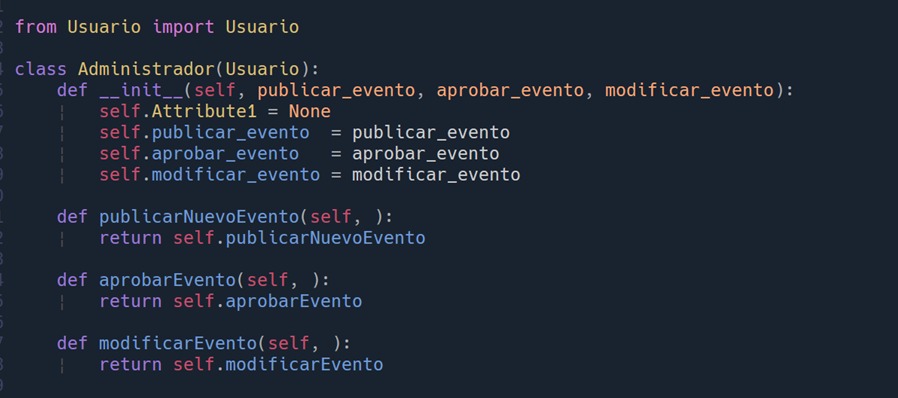 from Usuario import Usuario
class Administrador(Usuario):
def __init__(self, publicar_evento, aprobar_evento, modificar_evento):
self.Attribute1 = None
self.publicar_evento  = publicar_evento
self.aprobar_evento   = aprobar_evento
self.modificar_evento = modificar_evento
def publicarNuevoEvento(self, ):
return self.publicarNuevoEvento
def aprobarEvento(self, ):
return self.aprobarEvento
def modificarEvento(self, ):
return self.modificarEvento